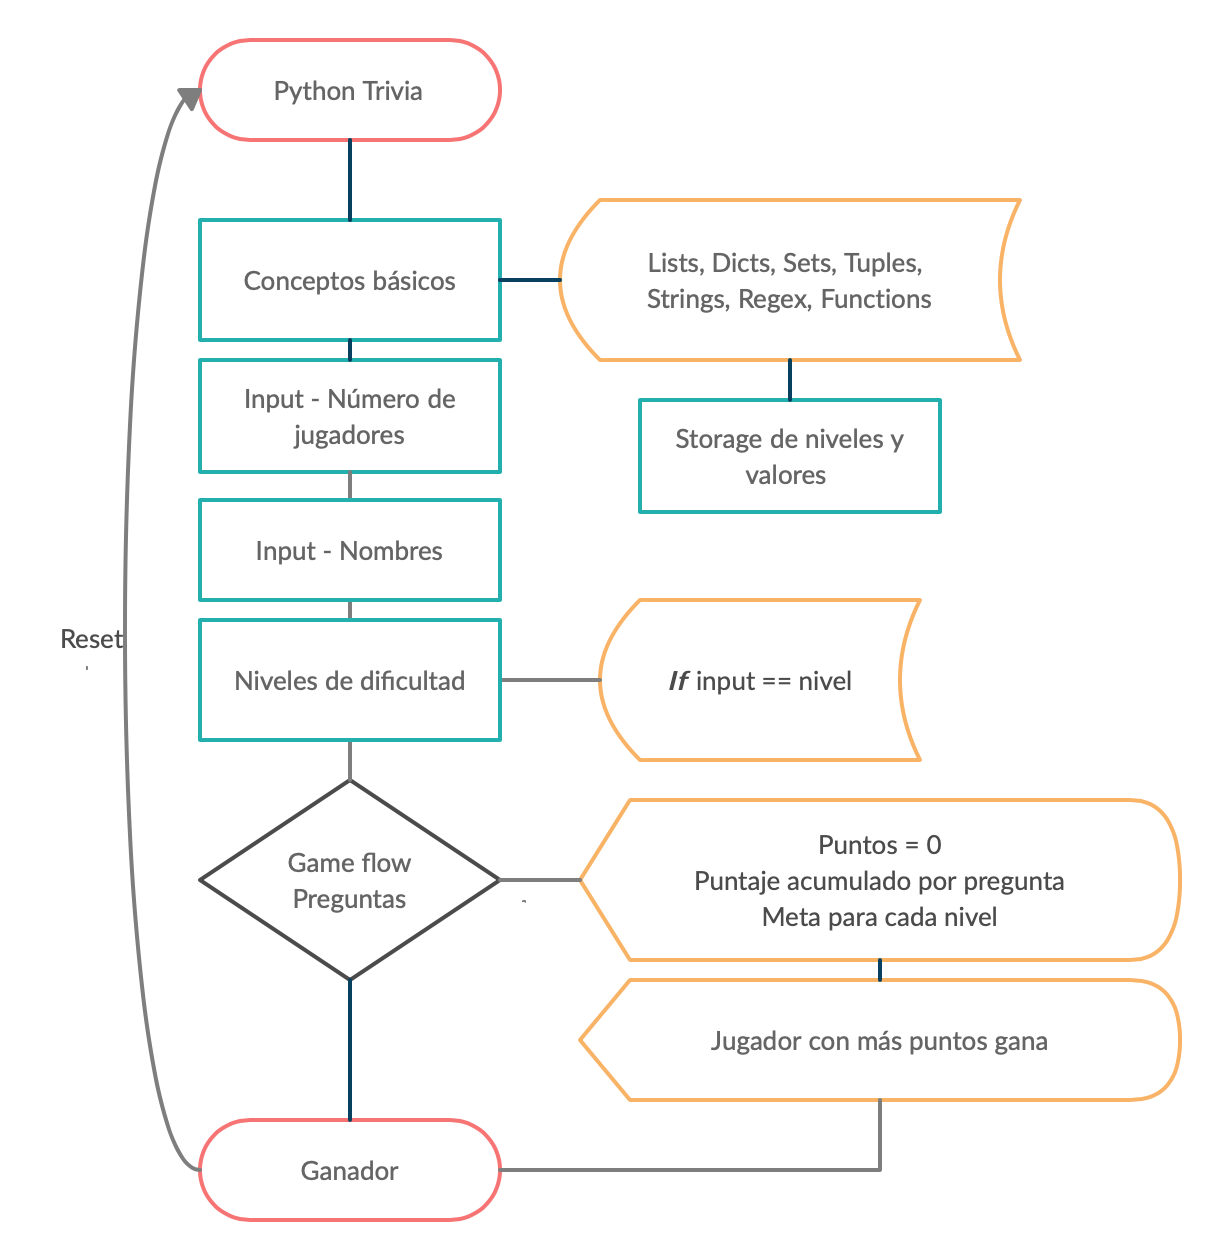 Python Trivia
Conceptos básicos
Lists, Dicts, Sets, Tuples,
Strings, Regex, Functions
Input - Número de
jugadores
Storage de niveles y
valores
Input - Nombres
Reset
Niveles de dificultad
If input == nivel
Game flow
Preguntas
Puntos = 0
Puntaje acumulado por pregunta
Meta para cada nivel
Jugador con más puntos gana
Ganador